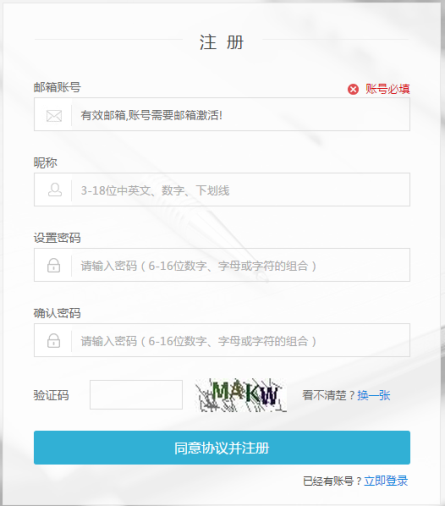 注 册
邮箱账号
账号必填
有效邮箱,账号需要邮箱激活!
昵称
3-18位中英文、数字、下划线
设置密码
请输入密码（6-16位数字、字母或字符的组合）
确认密码
请输入密码（6-16位数字、字母或字符的组合）
验证码 MAKW 看不清楚？换一张
同意协议并注册
已经有账号？立即登录